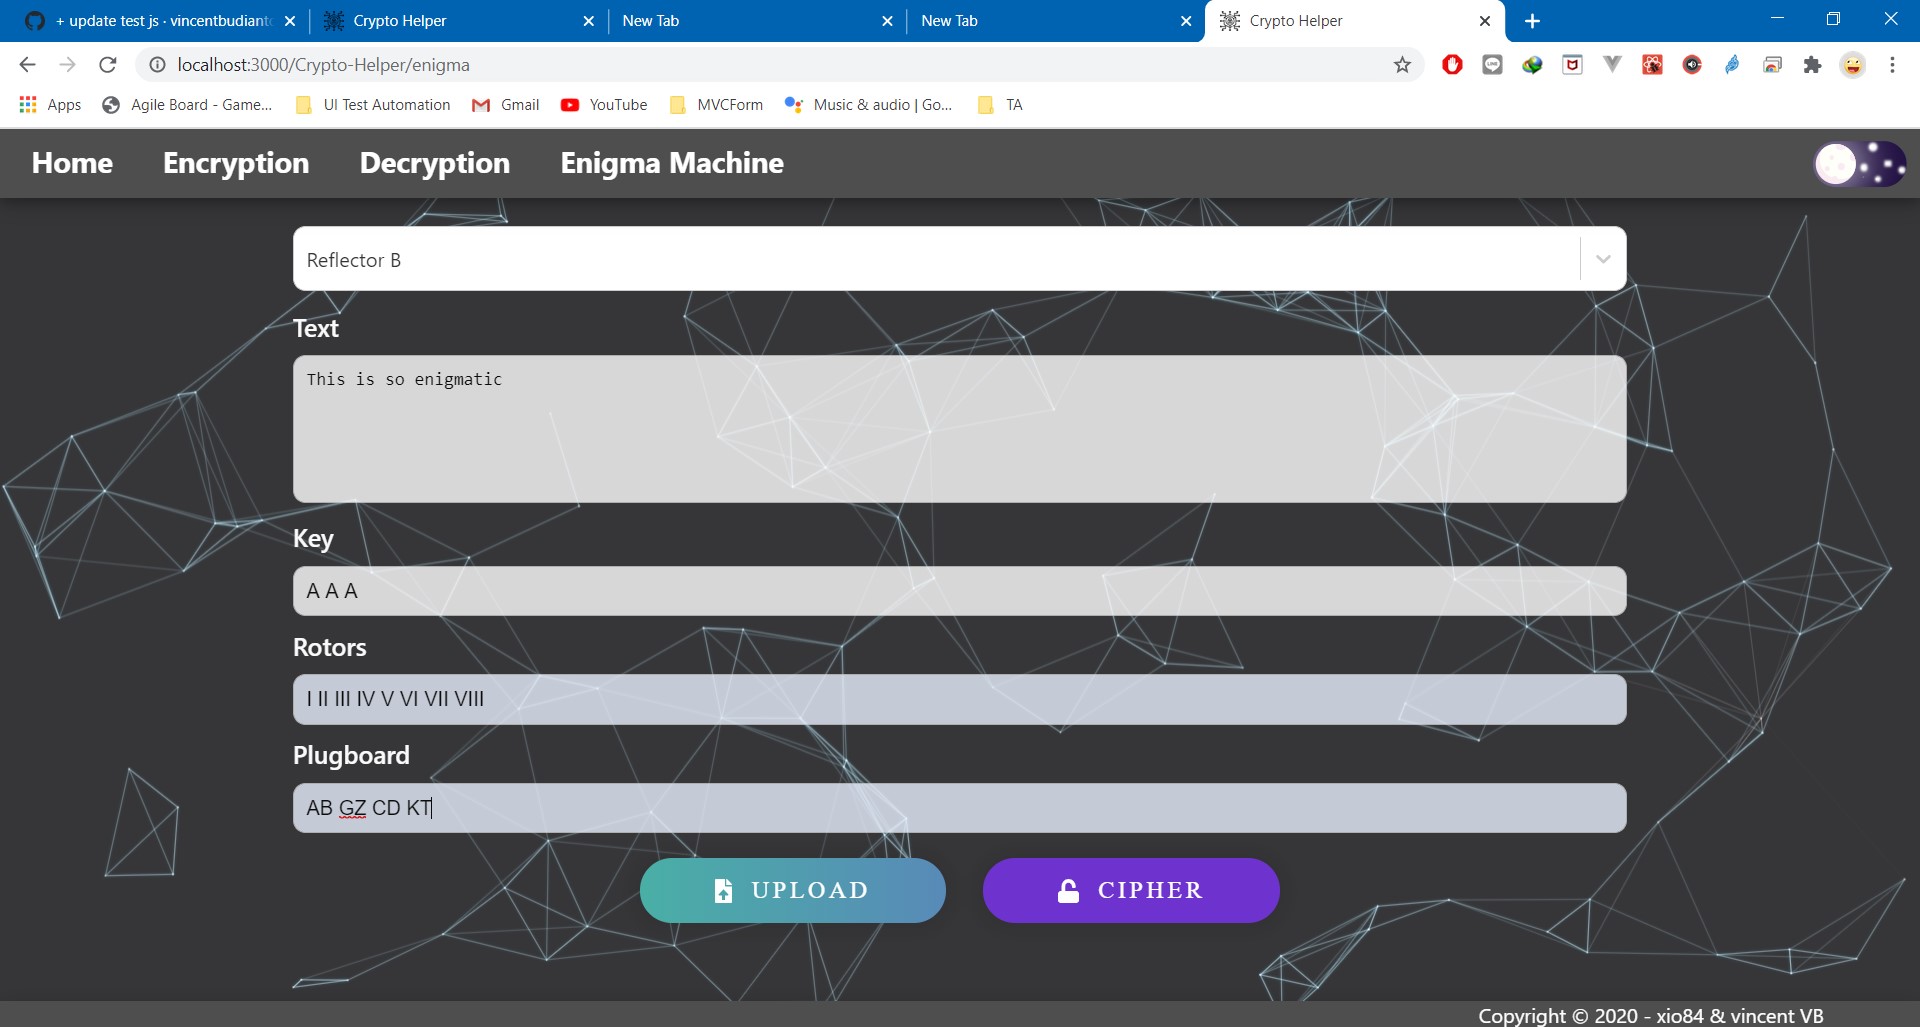 + update test js · vincentbudianto
Crypto Helper
New Tab
New Tab
Crypto Helper
localhost:3000/Crypto-Helper/enigma
Apps
Agile Board - Game...
UI Test Automation
Gmail
YouTube
MVCForm
Music & audio | Go...
TA
Home
Encryption
Decryption
Enigma Machine
Reflector B
Text
This is so enigmatic
Key
A A A
Rotors
I II III IV V VI VII VIII
Plugboard
AB GZ CD KT
UPLOAD
CIPHER
Copyright © 2020 - xio84 & vincent VB